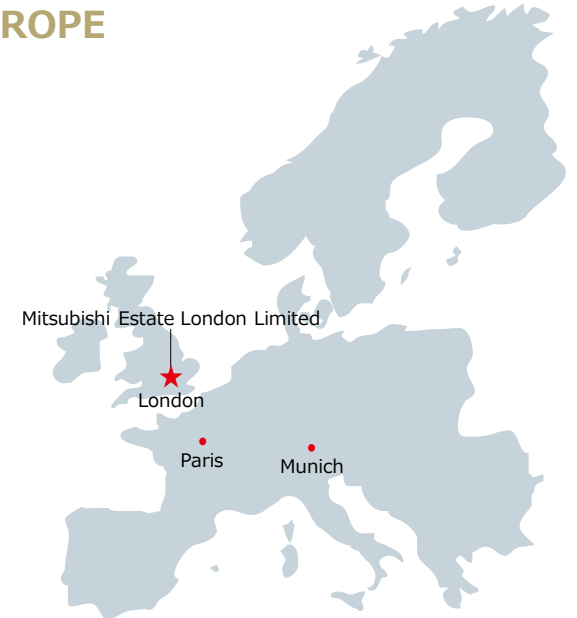 ROPE
Mitsubishi Estate London Limited
London
Paris
Munich